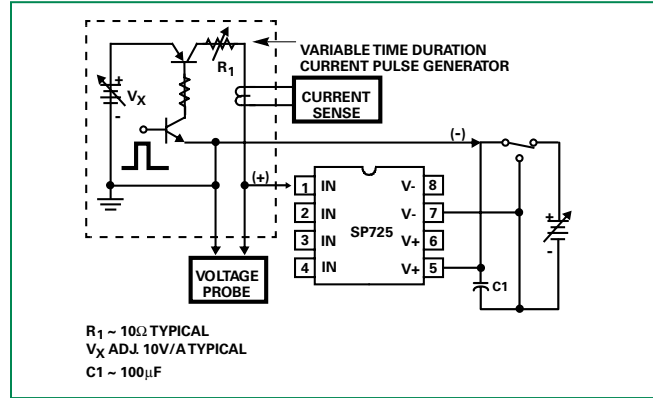 VARIABLE TIME DURATION
CURRENT PULSE GENERATOR
R1
+
VX
-
CURRENT
SENSE
(-)
(+)
1 IN V- 8
2 IN V- 7
3 IN SP725 V+ 6
4 IN V+ 5
+
-
C1
VOLTAGE
PROBE
R1 ~ 10Ω TYPICAL
VX ADJ. 10V/A TYPICAL
C1 ~ 100μF